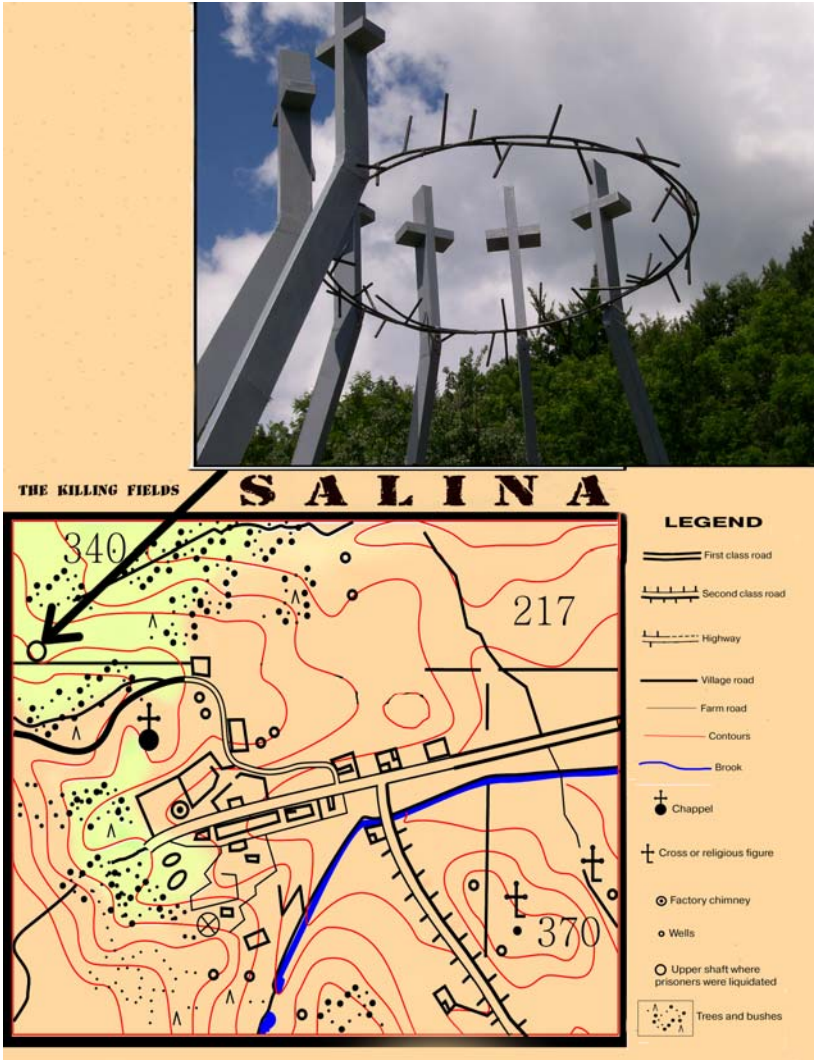 THE KILLING FIELDS
SALINA
340
217
370
LEGEND
First class road
Second class road
Highway
Village road
Farm road
Contours
Brook
Chappel
Cross or religious figure
Factory chimney
Wells
Upper shaft where
prisoners were liquidated
Trees and bushes